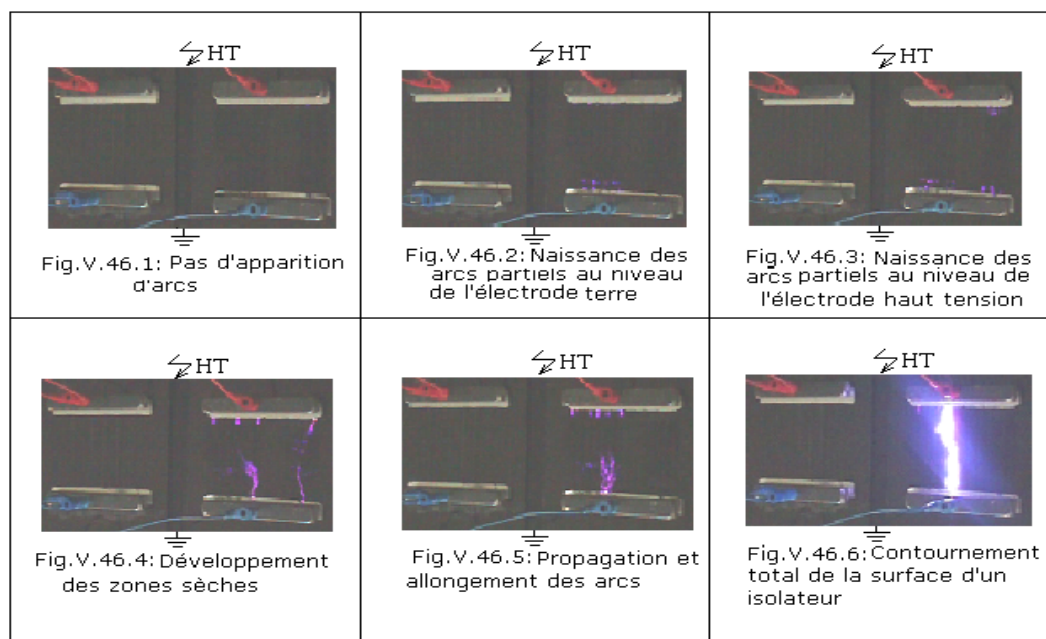 HT
Fig.V.46.1: Pas d'apparition
d'arcs
HT
Fig.V.46.2: Naissance des
arcs partiels au niveau
de l'électrode terre
HT
Fig.V.46.3: Naissance des
arcs partiels au niveau de
l'électrode haut tension
HT
Fig.V.46.4: Développement
des zones sèches
HT
Fig.V.46.5: Propagation et
allongement des arcs
HT
Fig.V.46.6: Contournement
total de la surface d'un
isolateur